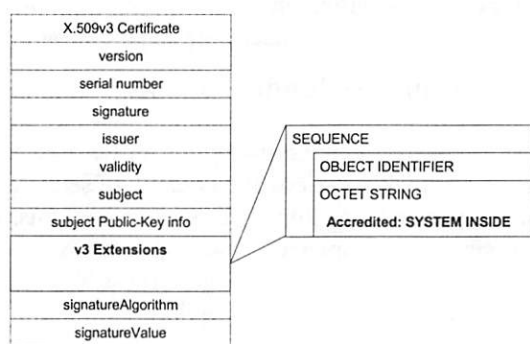 X.509v3 Certificate
version
serial number
signature
issuer
validity
subject
subject Public-Key info
v3 Extensions
signatureAlgorithm
signatureValue
SEQUENCE
OBJECT IDENTIFIER
OCTET STRING
Accredited: SYSTEM INSIDE